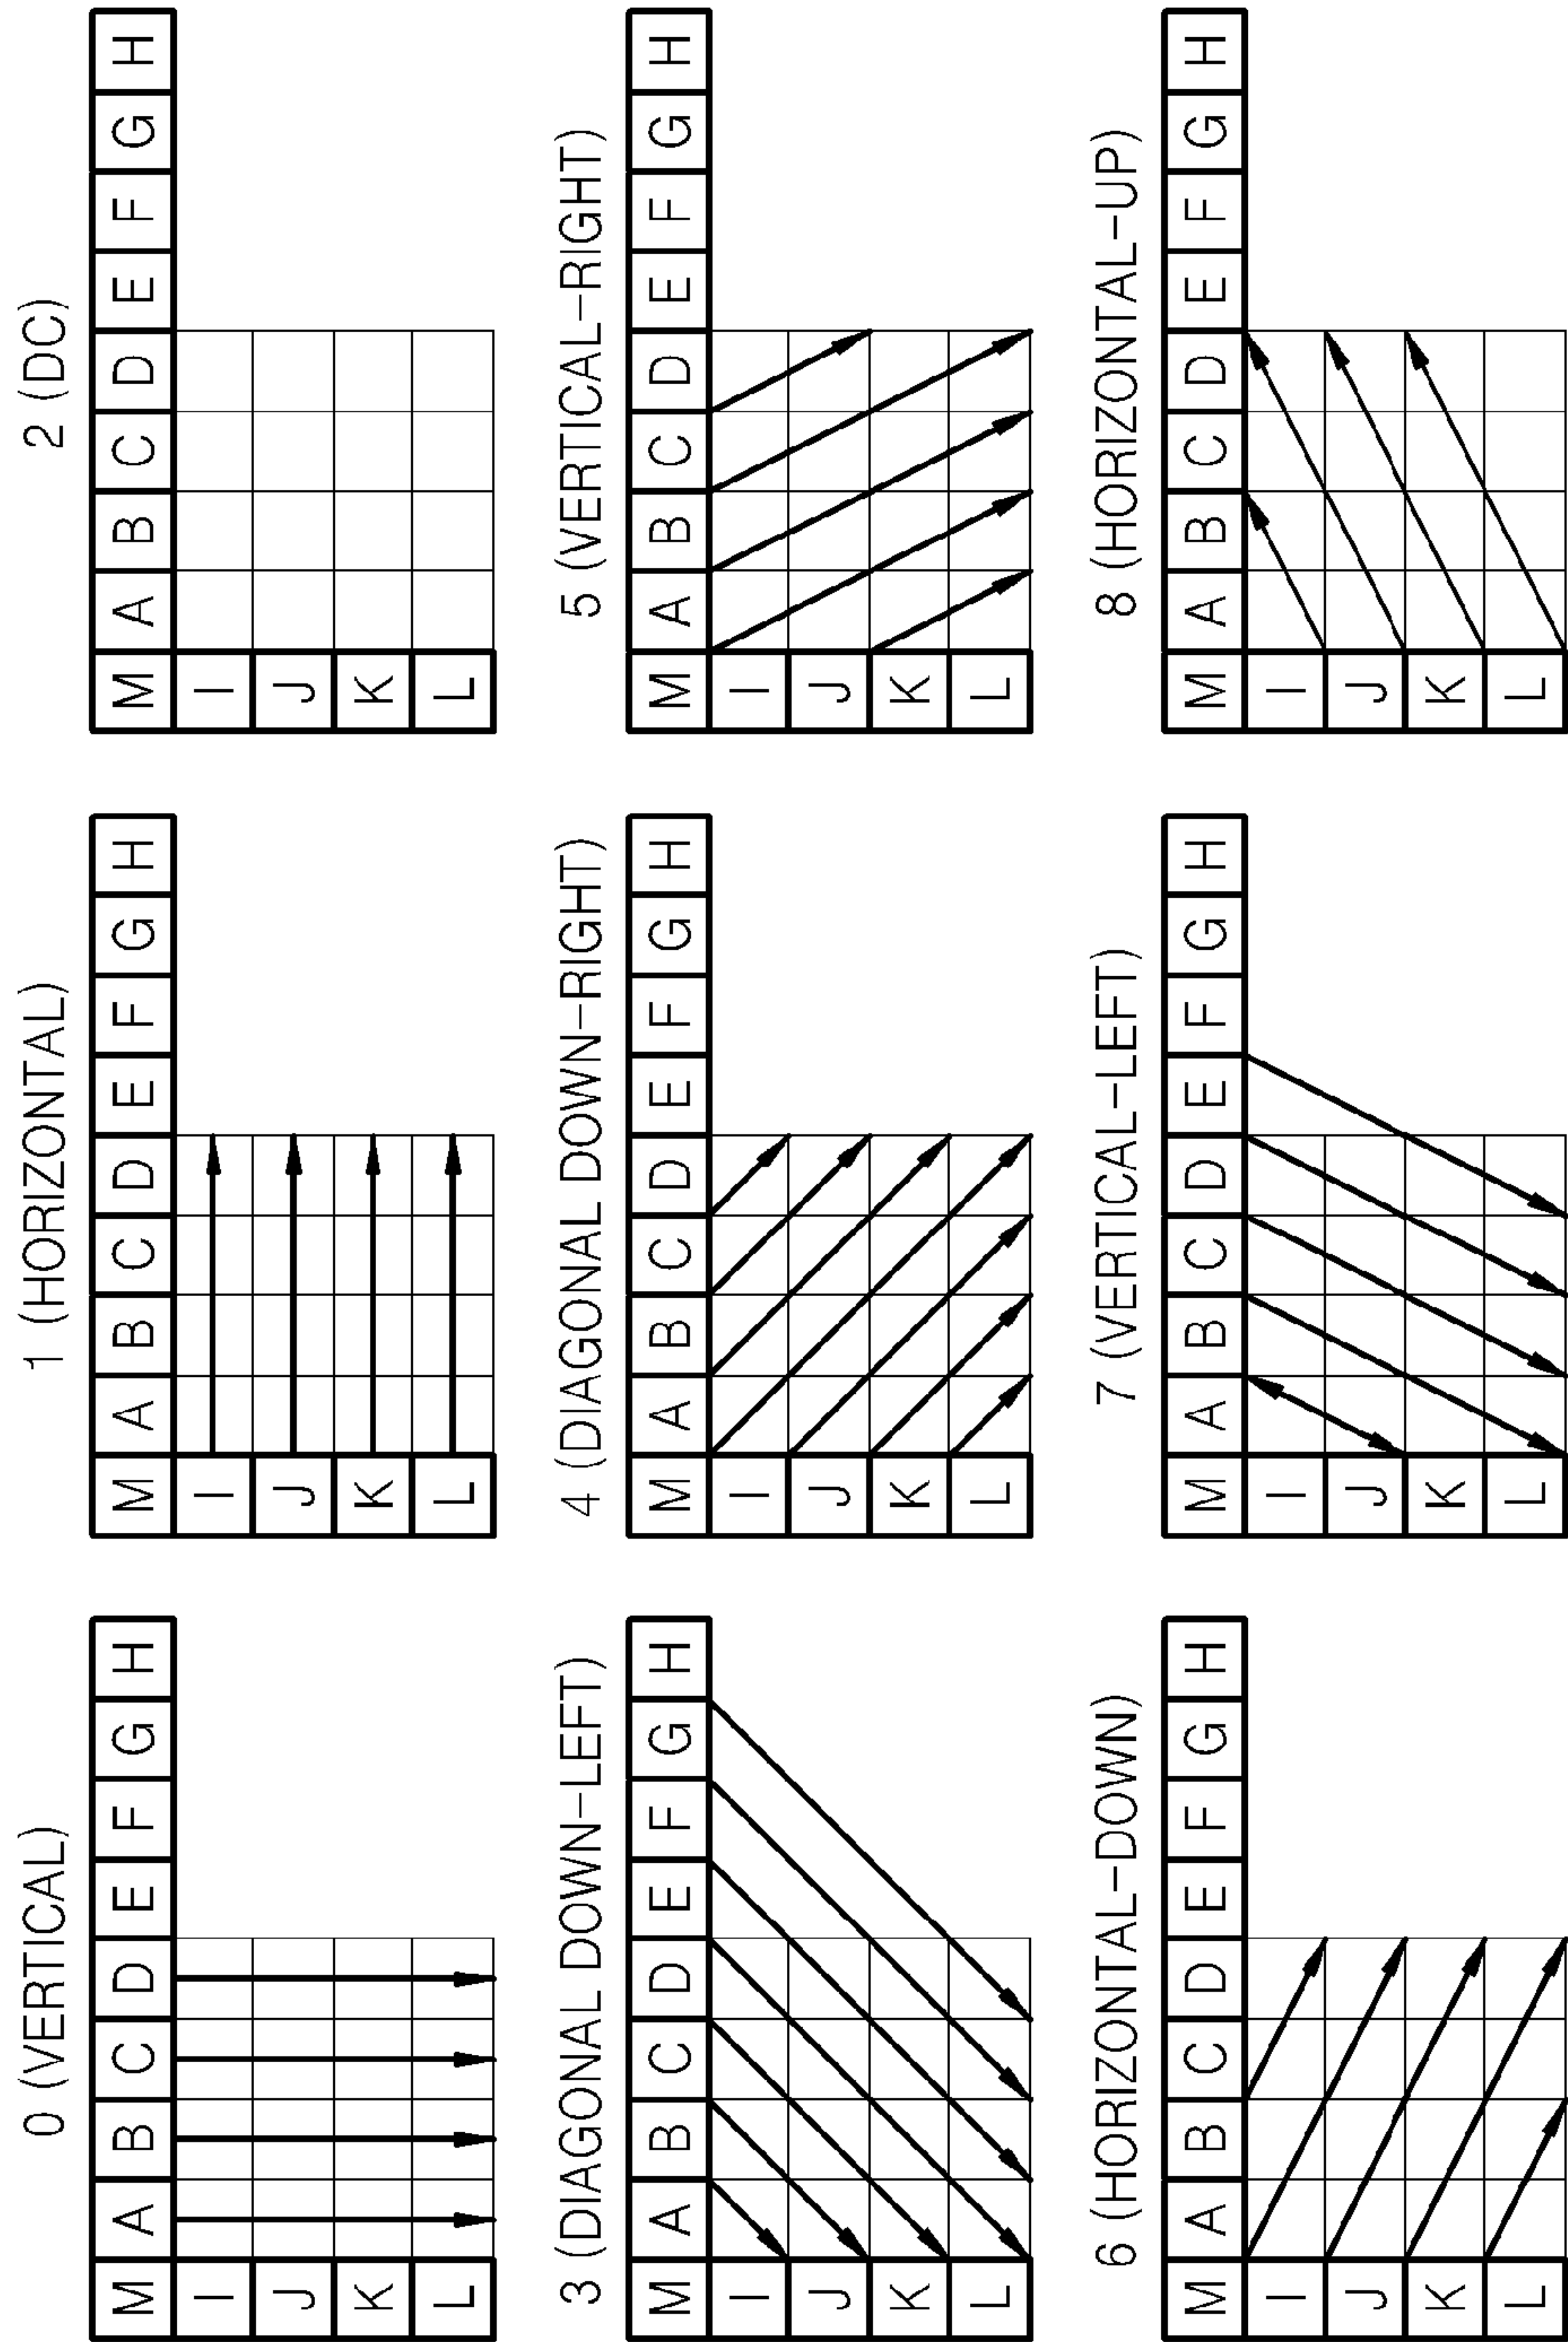 0 (VERTICAL)
M A B C D E F G H
I
J
K
L
1 (HORIZONTAL)
M A B C D E F G H
I
J
K
L
2 (DC)
M A B C D E F G H
I
J
K
L
3 (DIAGONAL DOWN-LEFT)
M A B C D E F G H
I
J
K
L
4 (DIAGONAL DOWN-RIGHT)
M A B C D E F G H
I
J
K
L
5 (VERTICAL-RIGHT)
M A B C D E F G H
I
J
K
L
6 (HORIZONTAL-DOWN)
M A B C D E F G H
I
J
K
L
7 (VERTICAL-LEFT)
M A B C D E F G H
I
J
K
L
8 (HORIZONTAL-UP)
M A B C D E F G H
I
J
K
L